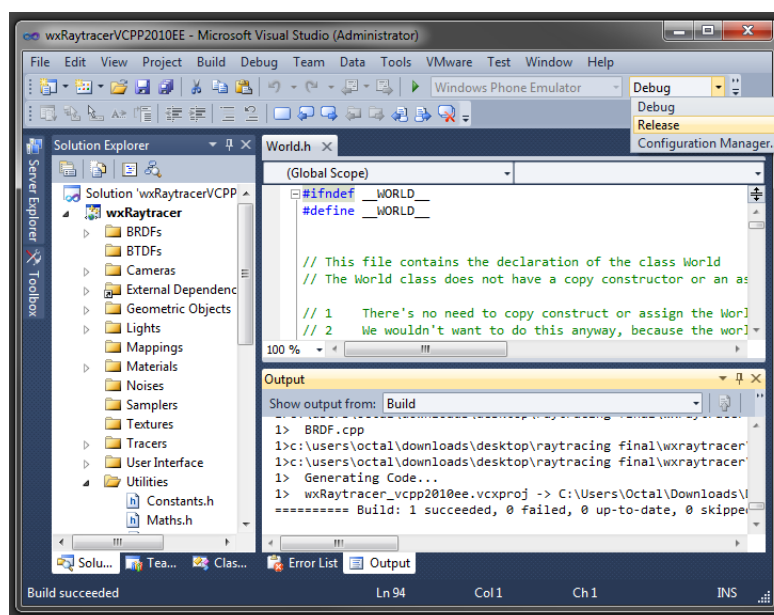 wxRaytracerVCPP2010EE - Microsoft Visual Studio (Administrator)
File Edit View Project Build Debug Team Data Tools VMware Test Window Help
Windows Phone Emulator Debug
Debug
Release
Configuration Manager.
Server Explorer
Toolbox
Solution Explorer
Solution 'wxRaytracerVCPP
wxRaytracer
BRDFs
BTDFs
Cameras
External Dependenc
Geometric Objects
Lights
Mappings
Materials
Noises
Samplers
Textures
Tracers
User Interface
Utilities
Constants.h
Maths.h
Solu... Tea... Clas...
World.h
(Global Scope)
#ifndef __WORLD__
#define __WORLD__
// This file contains the declaration of the class World
// The World class does not have a copy constructor or an as
// 1 There's no need to copy construct or assign the Worl
// 2 We wouldn't want to do this anyway, because the worl
100 %
Output
Show output from: Build
1> BRDF.cpp
1>c:\users\octal\downloads\desktop\raytracing final\wxraytracer
1>c:\users\octal\downloads\desktop\raytracing final\wxraytracer
1> Generating Code...
1> wxRaytracer_vcpp2010ee.vcxproj -> C:\Users\Octal\Downloads\
========== Build: 1 succeeded, 0 failed, 0 up-to-date, 0 skippe
Error List Output
Build succeeded Ln 94 Col 1 Ch 1 INS